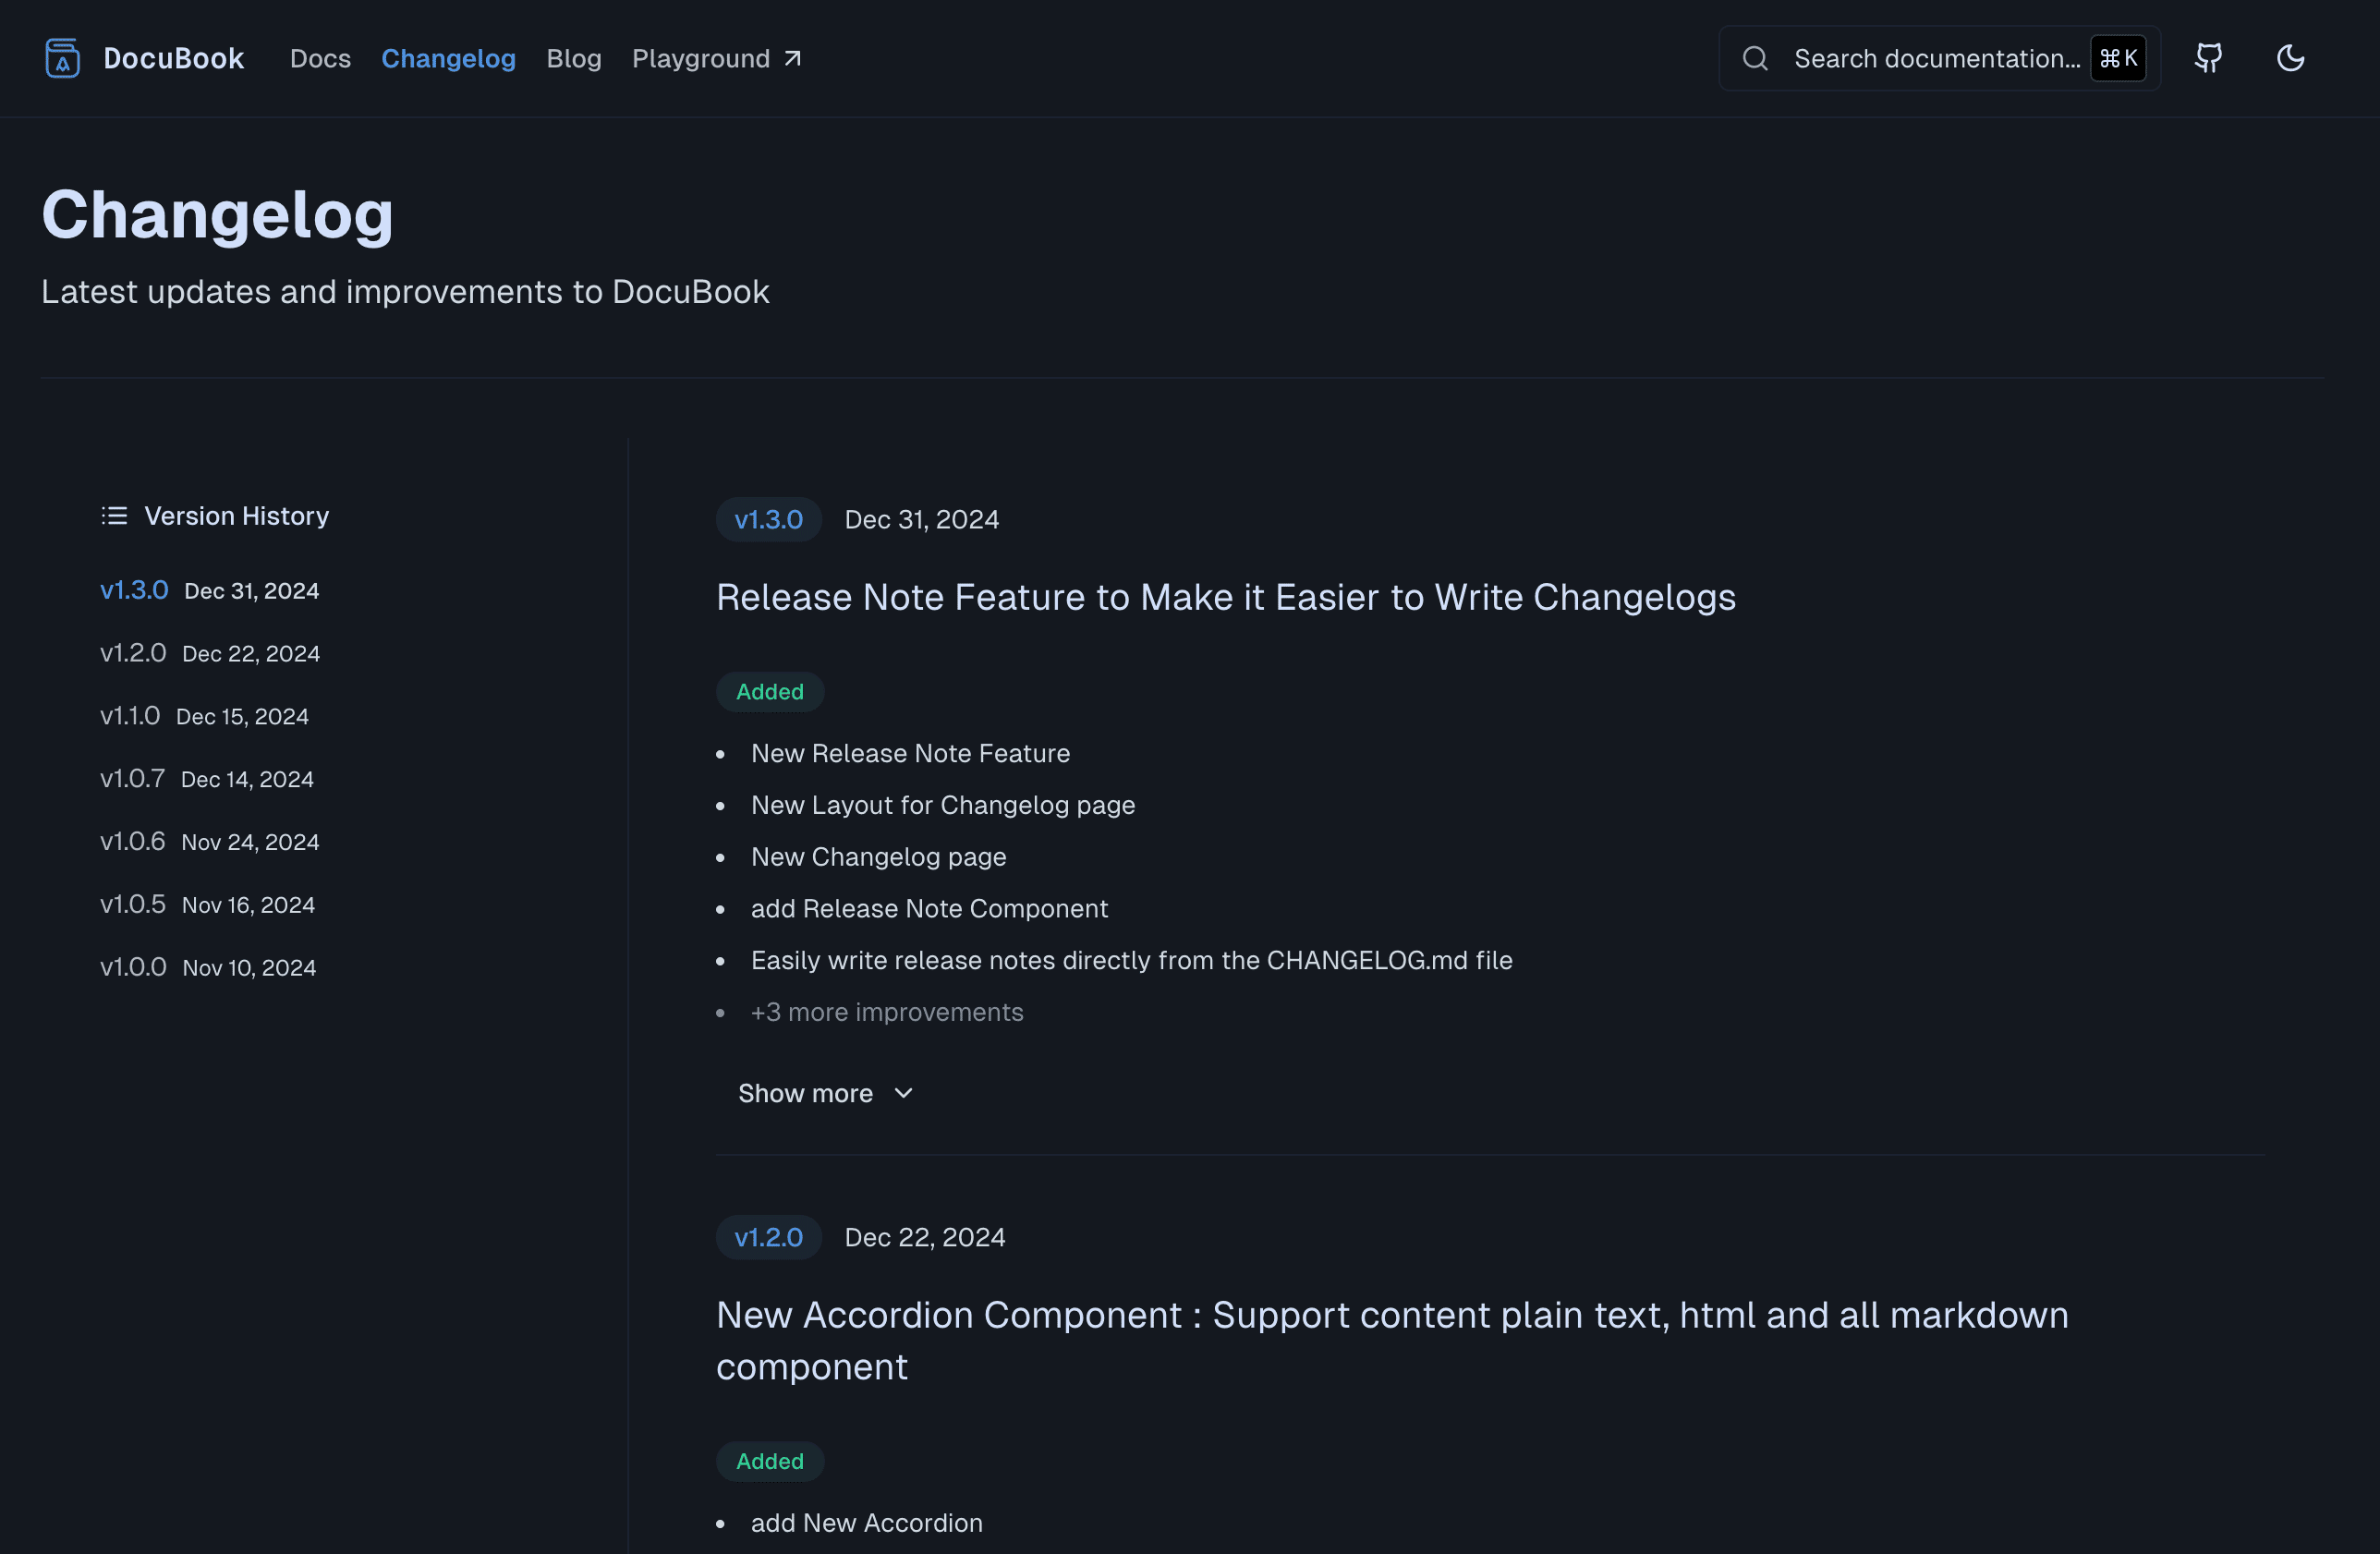 DocuBook Docs Changelog Blog Playground Search documentation... ⌘K
Changelog
Latest updates and improvements to DocuBook
Version History
v1.3.0 Dec 31, 2024
v1.2.0 Dec 22, 2024
v1.1.0 Dec 15, 2024
v1.0.7 Dec 14, 2024
v1.0.6 Nov 24, 2024
v1.0.5 Nov 16, 2024
v1.0.0 Nov 10, 2024
v1.3.0 Dec 31, 2024
Release Note Feature to Make it Easier to Write Changelogs
Added
• New Release Note Feature
• New Layout for Changelog page
• New Changelog page
• add Release Note Component
• Easily write release notes directly from the CHANGELOG.md file
• +3 more improvements
Show more
v1.2.0 Dec 22, 2024
New Accordion Component : Support content plain text, html and all markdown
component
Added
• add New Accordion